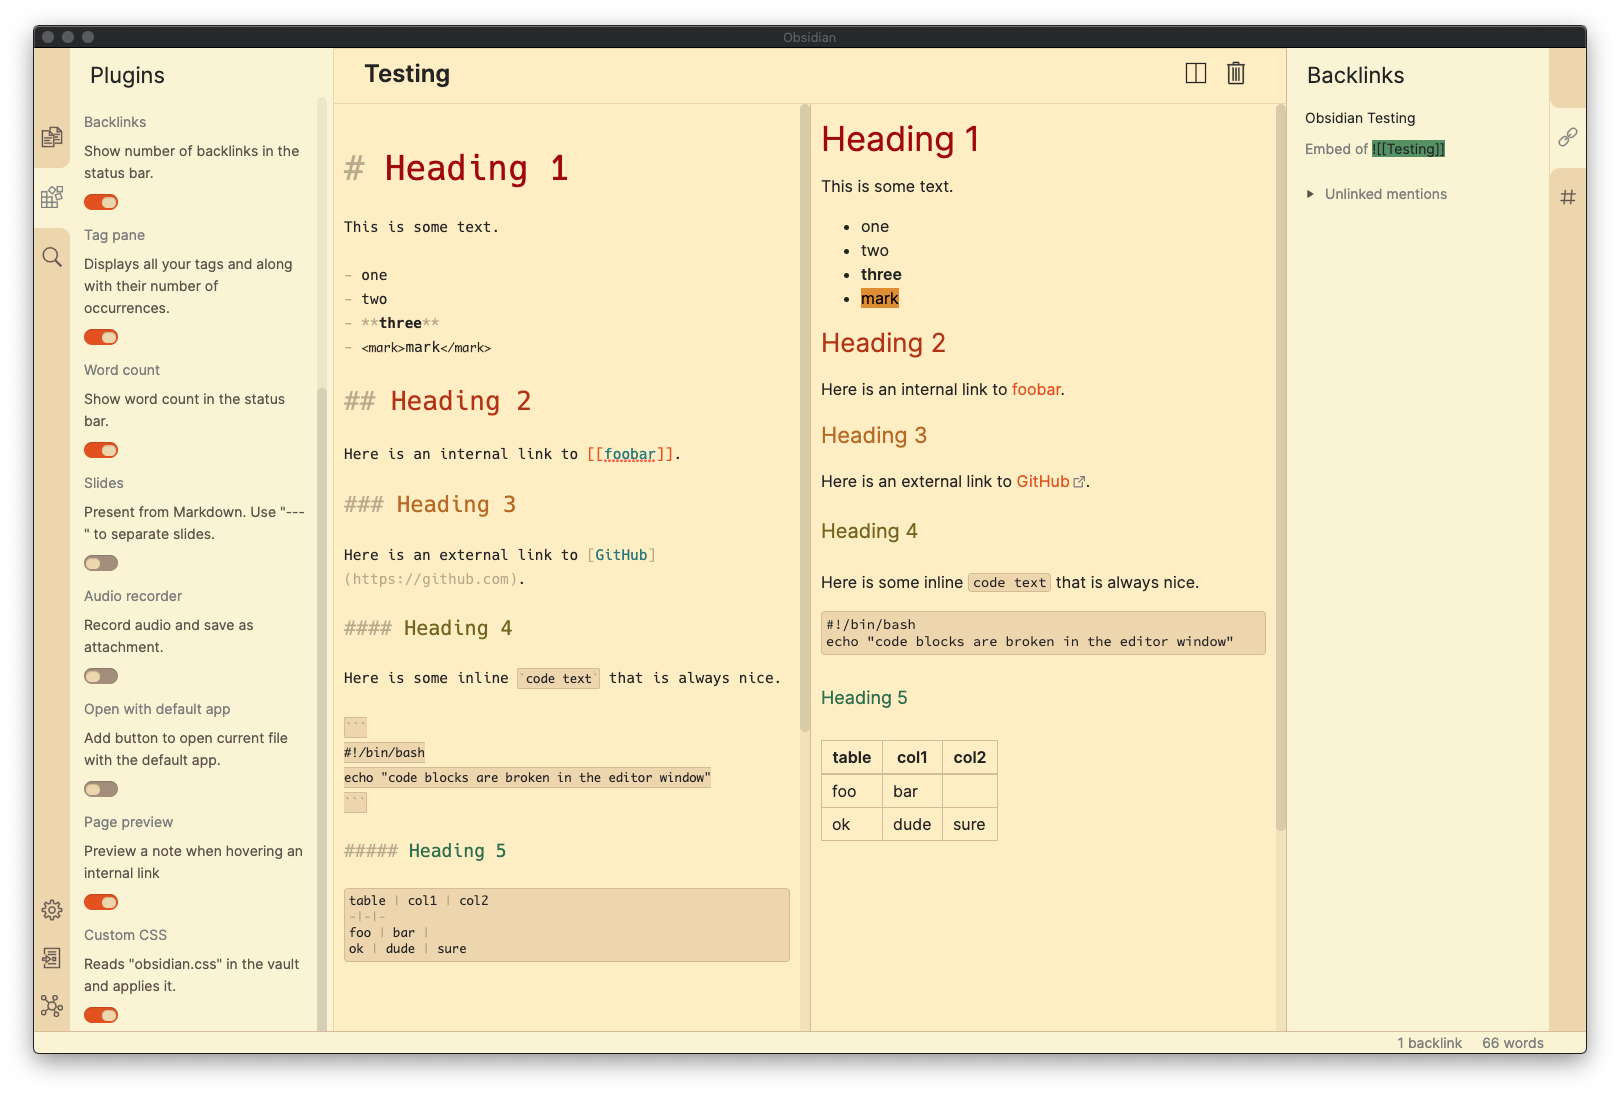 Obsidian
Plugins
Backlinks
Show number of backlinks in the
status bar.
Tag pane
Displays all your tags and along
with their number of
occurrences.
Word count
Show word count in the status
bar.
Slides
Present from Markdown. Use "---
" to separate slides.
Audio recorder
Record audio and save as
attachment.
Open with default app
Add button to open current file
with the default app.
Page preview
Preview a note when hovering an
internal link
Custom CSS
Reads "obsidian.css" in the vault
and applies it.
Testing
# Heading 1
This is some text.
- one
- two
- **three**
- <mark>mark</mark>
## Heading 2
Here is an internal link to [[foobar]].
### Heading 3
Here is an external link to [GitHub]
(https://github.com).
#### Heading 4
Here is some inline `code text` that is always nice.
```
#!/bin/bash
echo "code blocks are broken in the editor window"
```
##### Heading 5
table | col1 | col2
-|-|-
foo | bar |
ok | dude | sure
Heading 1
This is some text.
• one
• two
• three
• mark
Heading 2
Here is an internal link to foobar.
Heading 3
Here is an external link to GitHub.
Heading 4
Here is some inline code text that is always nice.
#!/bin/bash
echo "code blocks are broken in the editor window"
Heading 5
table col1 col2
foo bar
ok dude sure
Backlinks
Obsidian Testing
Embed of ![[Testing]]
Unlinked mentions
#
1 backlink 66 words